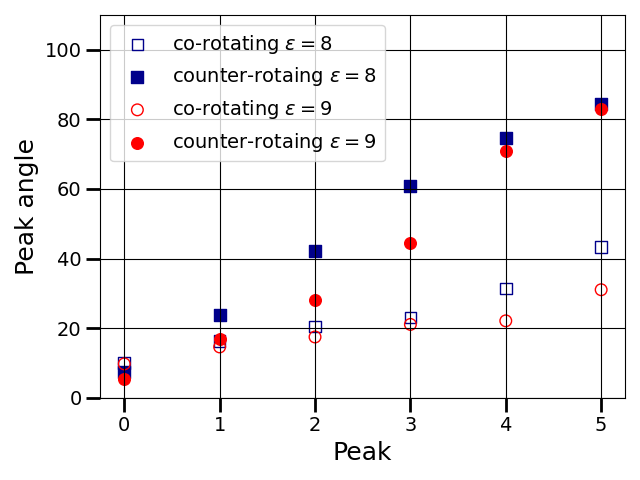 100
80
60
40
20
0
Peak angle
co-rotating ε = 8
counter-rotaing ε = 8
co-rotating ε = 9
counter-rotaing ε = 9
0 1 2 3 4 5
Peak